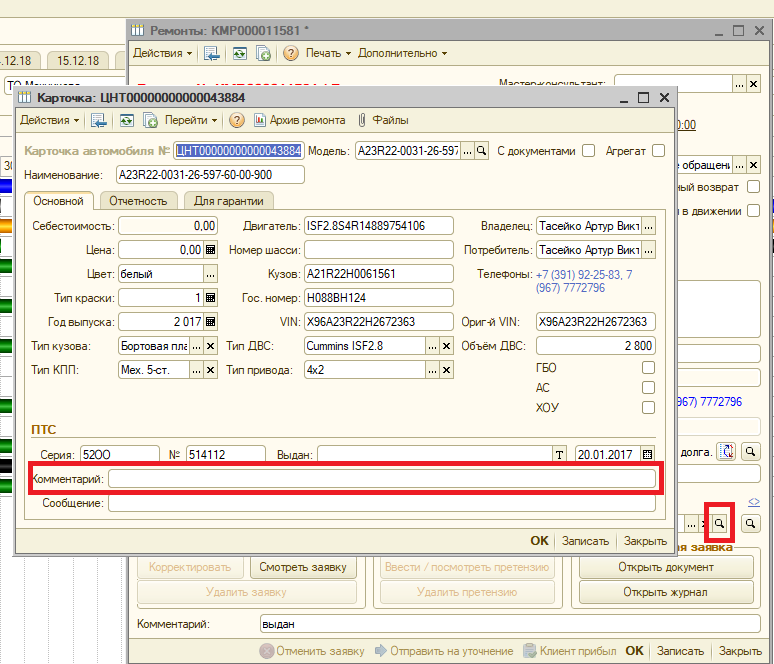 Ремонты: КМР000011581 *
Действия Печать Дополнительно
.12.18 15.12.18
Мастер-консультант:
Карточка: ЦНТ00000000000043884
Действия Перейти Архив ремонта Файлы
Карточка автомобиля № ЦНТ00000000000043884 Модель: A23R22-0031-26-597 С документами Агрегат
Наименование: A23R22-0031-26-597-60-00-900
Основной Отчетность Для гарантии
Себестоимость: 0,00 Двигатель: ISF2.8S4R14889754106 Владелец: Тасейко Артур Викт
Цена: 0,00 Номер шасси: Потребитель: Тасейко Артур Викт
Цвет: белый Кузов: A21R22H0061561 Телефоны: +7 (391) 92-25-83, 7
(967) 7772796
Тип краски: 1 Гос. номер: H088BH124
Год выпуска: 2 017 VIN: X96A23R22H2672363 Ориг-й VIN: X96A23R22H2672363
Тип кузова: Бортовая пла Тип ДВС: Cummins ISF2.8 Объём ДВС: 2 800
Тип КПП: Мех. 5-ст. Тип привода: 4x2 ГБО
АС
ХОУ
ПТС
Серия: 52ОО № 514112 Выдан: Т 20.01.2017
Комментарий:
Сообщение:
OK Записать Закрыть
:00
е обращени
ный возврат
в движении
967) 7772796
долга.
<>
ая заявка
Корректировать Смотреть заявку Ввести / посмотреть претензию Открыть документ
Удалить заявку Удалить претензию Открыть журнал
Комментарий: выдан
Отменить заявку Отправить на уточнение Клиент прибыл OK Записать Закрыть